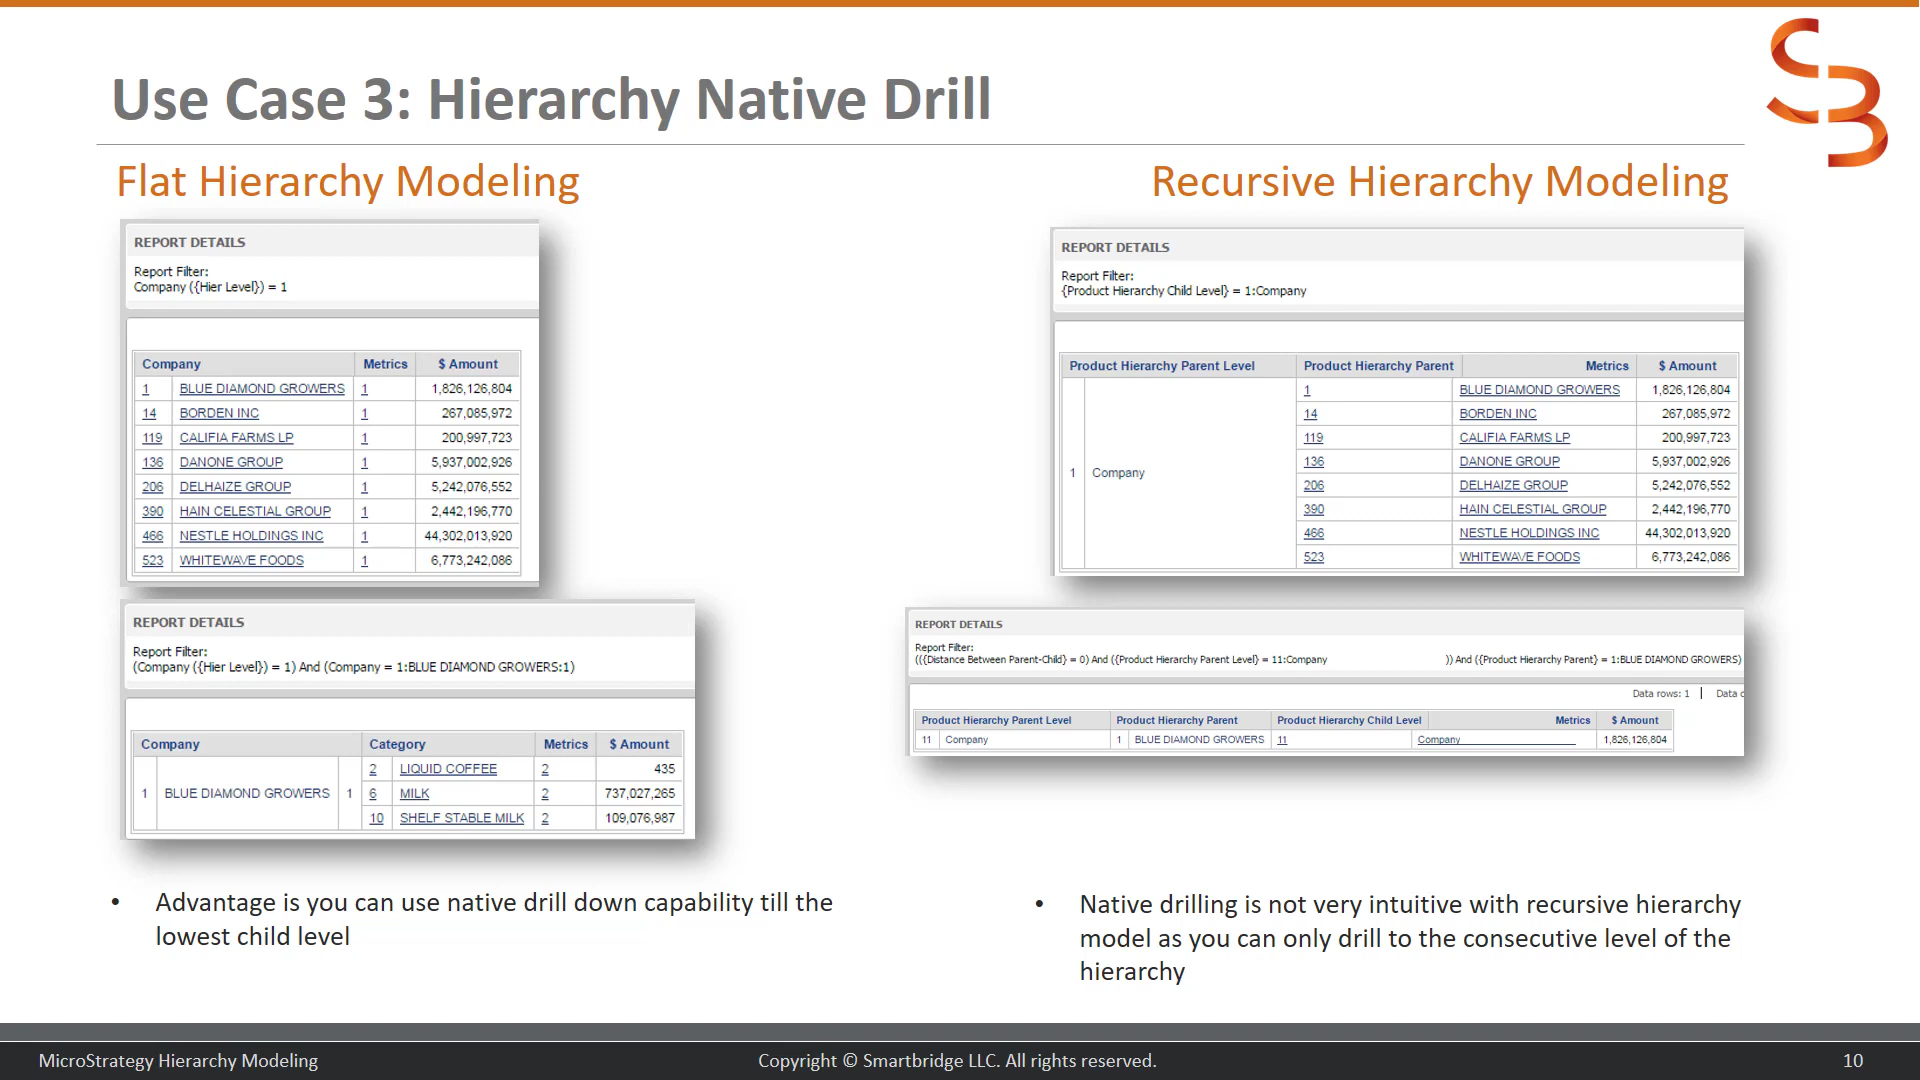 Use Case 3: Hierarchy Native Drill
Flat Hierarchy Modeling
REPORT DETAILS
Report Filter:
Company ({Hier Level}) = 1
Company Metrics $ Amount
1 BLUE DIAMOND GROWERS 1 1,826,126,804
14 BORDEN INC 1 267,085,972
119 CALIFIA FARMS LP 1 200,997,723
136 DANONE GROUP 1 5,937,002,926
206 DELHAIZE GROUP 1 5,242,076,552
390 HAIN CELESTIAL GROUP 1 2,442,196,770
466 NESTLE HOLDINGS INC 1 44,302,013,920
523 WHITEWAVE FOODS 1 6,773,242,086
REPORT DETAILS
Report Filter:
(Company ({Hier Level}) = 1) And (Company = 1:BLUE DIAMOND GROWERS:1)
Company Category Metrics $ Amount
2 LIQUID COFFEE 2 435
1 BLUE DIAMOND GROWERS 1 6 MILK 2 737,027,265
10 SHELF STABLE MILK 2 109,076,987
• Advantage is you can use native drill down capability till the
lowest child level
Recursive Hierarchy Modeling
REPORT DETAILS
Report Filter:
{Product Hierarchy Child Level} = 1:Company
Product Hierarchy Parent Level Product Hierarchy Parent Metrics $ Amount
1 BLUE DIAMOND GROWERS 1,826,126,804
14 BORDEN INC 267,085,972
119 CALIFIA FARMS LP 200,997,723
136 DANONE GROUP 5,937,002,926
1 Company
206 DELHAIZE GROUP 5,242,076,552
390 HAIN CELESTIAL GROUP 2,442,196,770
466 NESTLE HOLDINGS INC 44,302,013,920
523 WHITEWAVE FOODS 6,773,242,086
REPORT DETAILS
Report Filter:
(({Distance Between Parent-Child} = 0) And ({Product Hierarchy Parent Level} = 11:Company )) And ({Product Hierarchy Parent} = 1:BLUE DIAMOND GROWERS)
Data rows: 1 | Data c
Product Hierarchy Parent Level Product Hierarchy Parent Product Hierarchy Child Level Metrics $ Amount
11 Company 1 BLUE DIAMOND GROWERS 11 Company 1,826,126,804
• Native drilling is not very intuitive with recursive hierarchy
model as you can only drill to the consecutive level of the
hierarchy
MicroStrategy Hierarchy Modeling
Copyright © Smartbridge LLC. All rights reserved.
10